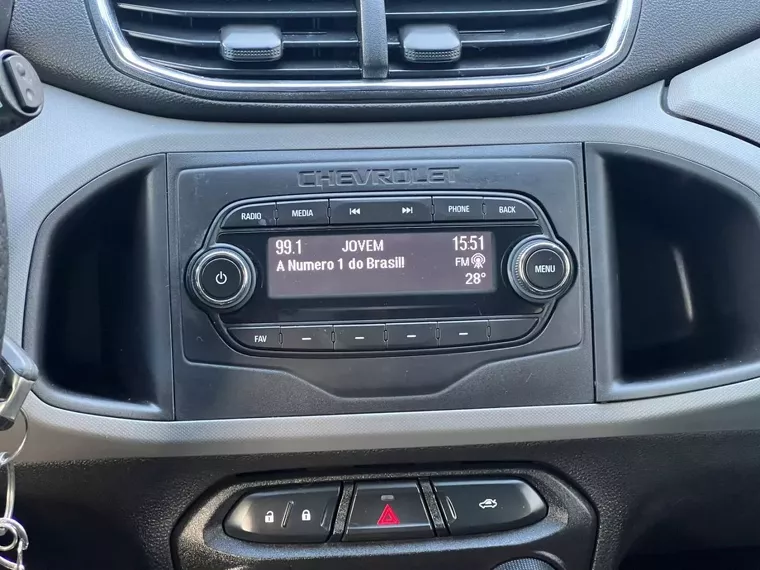 CHEVROLET
RADIO MEDIA PHONE BACK
99.1 JOVEM 15:51
A Numero 1 do Brasil! FM
28°
MENU
FAV